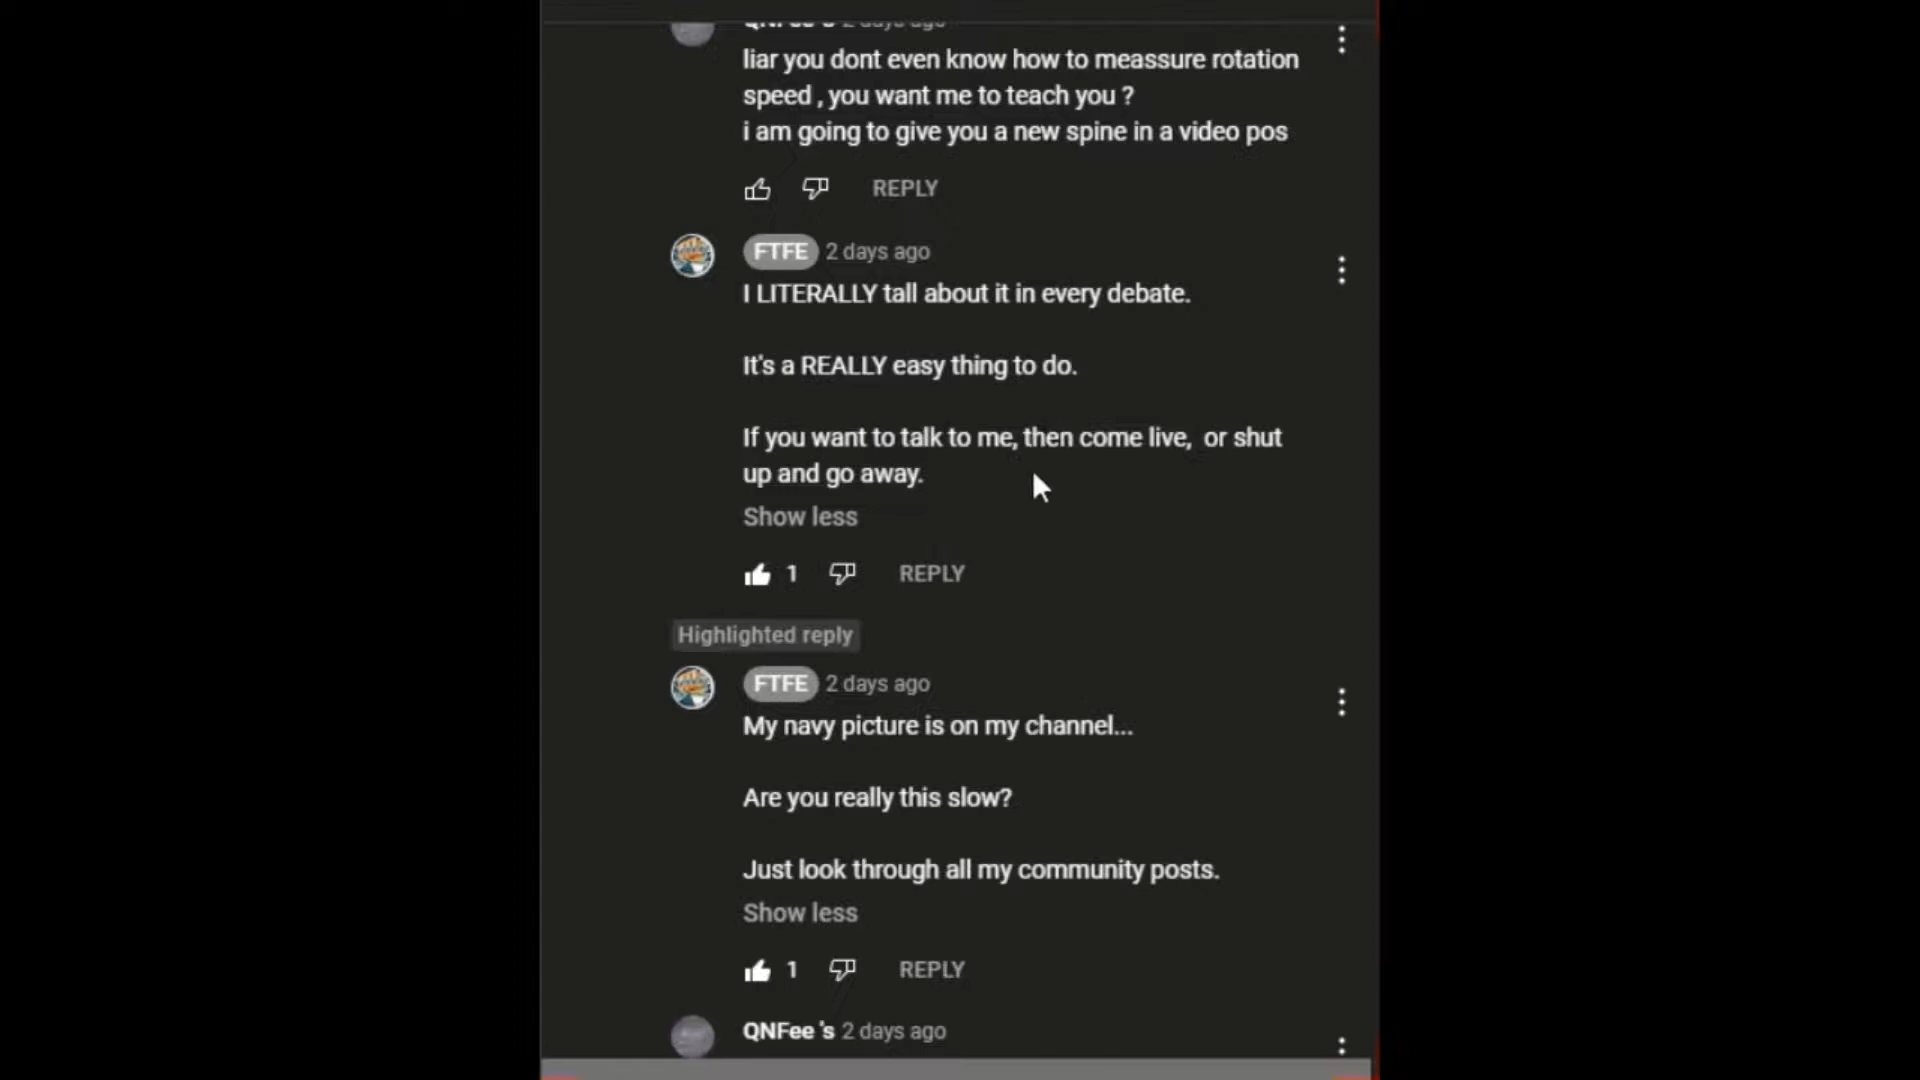 QNFee 's 2 days ago
liar you dont even know how to meassure rotation
speed , you want me to teach you ?
i am going to give you a new spine in a video pos
REPLY
FTFE 2 days ago
I LITERALLY tall about it in every debate.
It's a REALLY easy thing to do.
If you want to talk to me, then come live, or shut
up and go away.
Show less
1 REPLY
Highlighted reply
FTFE 2 days ago
My navy picture is on my channel...
Are you really this slow?
Just look through all my community posts.
Show less
1 REPLY
QNFee 's 2 days ago